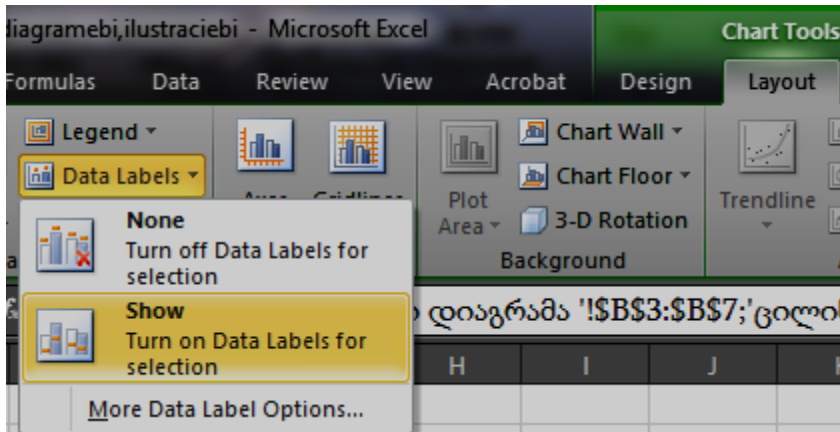 diagramebi,ilustraciebi - Microsoft Excel
Chart Tools
Formulas Data Review View Acrobat Design Layout
Legend
Data Labels
Plot
Area
Chart Wall
Chart Floor
3-D Rotation
Trendline
Background
None
Turn off Data Labels for
selection
Show
Turn on Data Labels for
selection
More Data Label Options...
დიაგრამა '!$B$3:$B$7;'ცილი
H I J